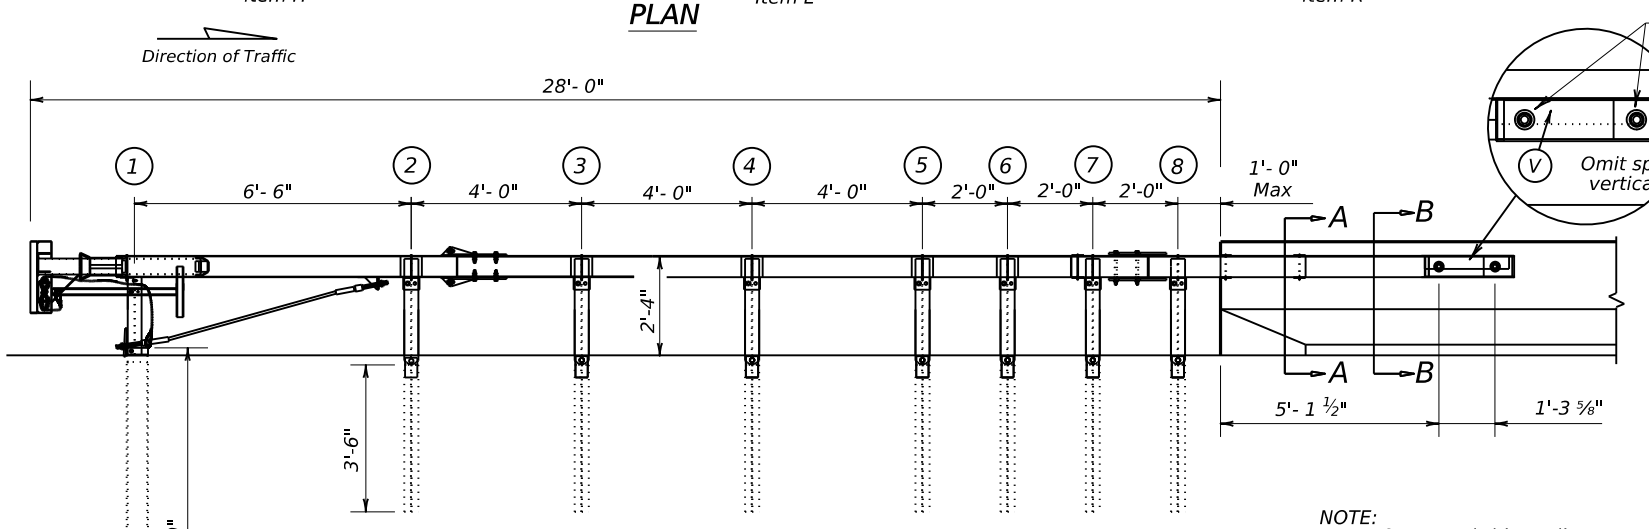 PLAN
Direction of Traffic
28'- 0"
1
2
3
4
5
6
7
8
6'- 6"
4'- 0"
4'- 0"
4'- 0"
2'-0"
2'-0"
2'-0"
1'- 0"
Max
V
Omit
A
B
2'-4"
A
B
3'-6"
5'- 1 ½"
1'-3 ⅝"
NOTE: